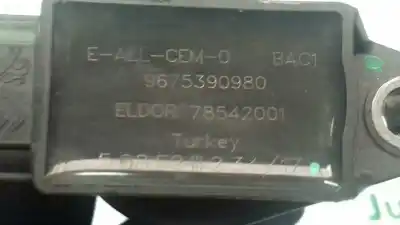 E-ALL-CEM-0 BAC1
9675390980
ELDOR 78542001
Turkey